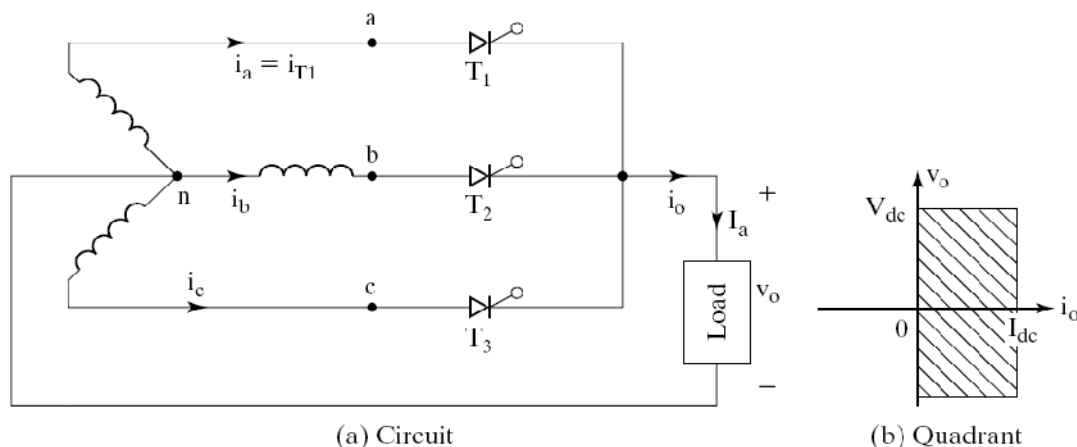 a
i_a = i_T1
T_1
b
n
i_b
T_2
i_o
+
I_a
v_o
V_dc
i_c
c
T_3
Load
v_o
–
0
I_dc
i_o
(a) Circuit
(b) Quadrant